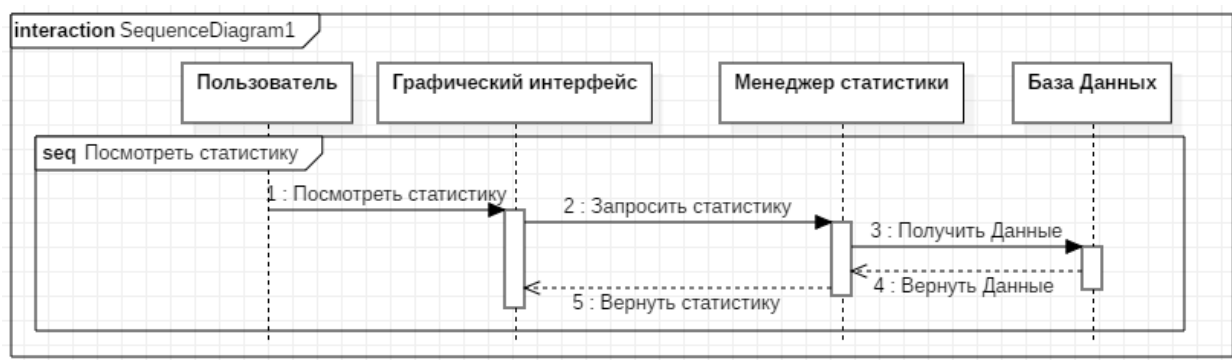 interaction SequenceDiagram1
Пользователь
Графический интерфейс
Менеджер статистики
База Данных
seq Посмотреть статистику
1 : Посмотреть статистику
2 : Запросить статистику
3 : Получить Данные
4 : Вернуть Данные
5 : Вернуть статистику